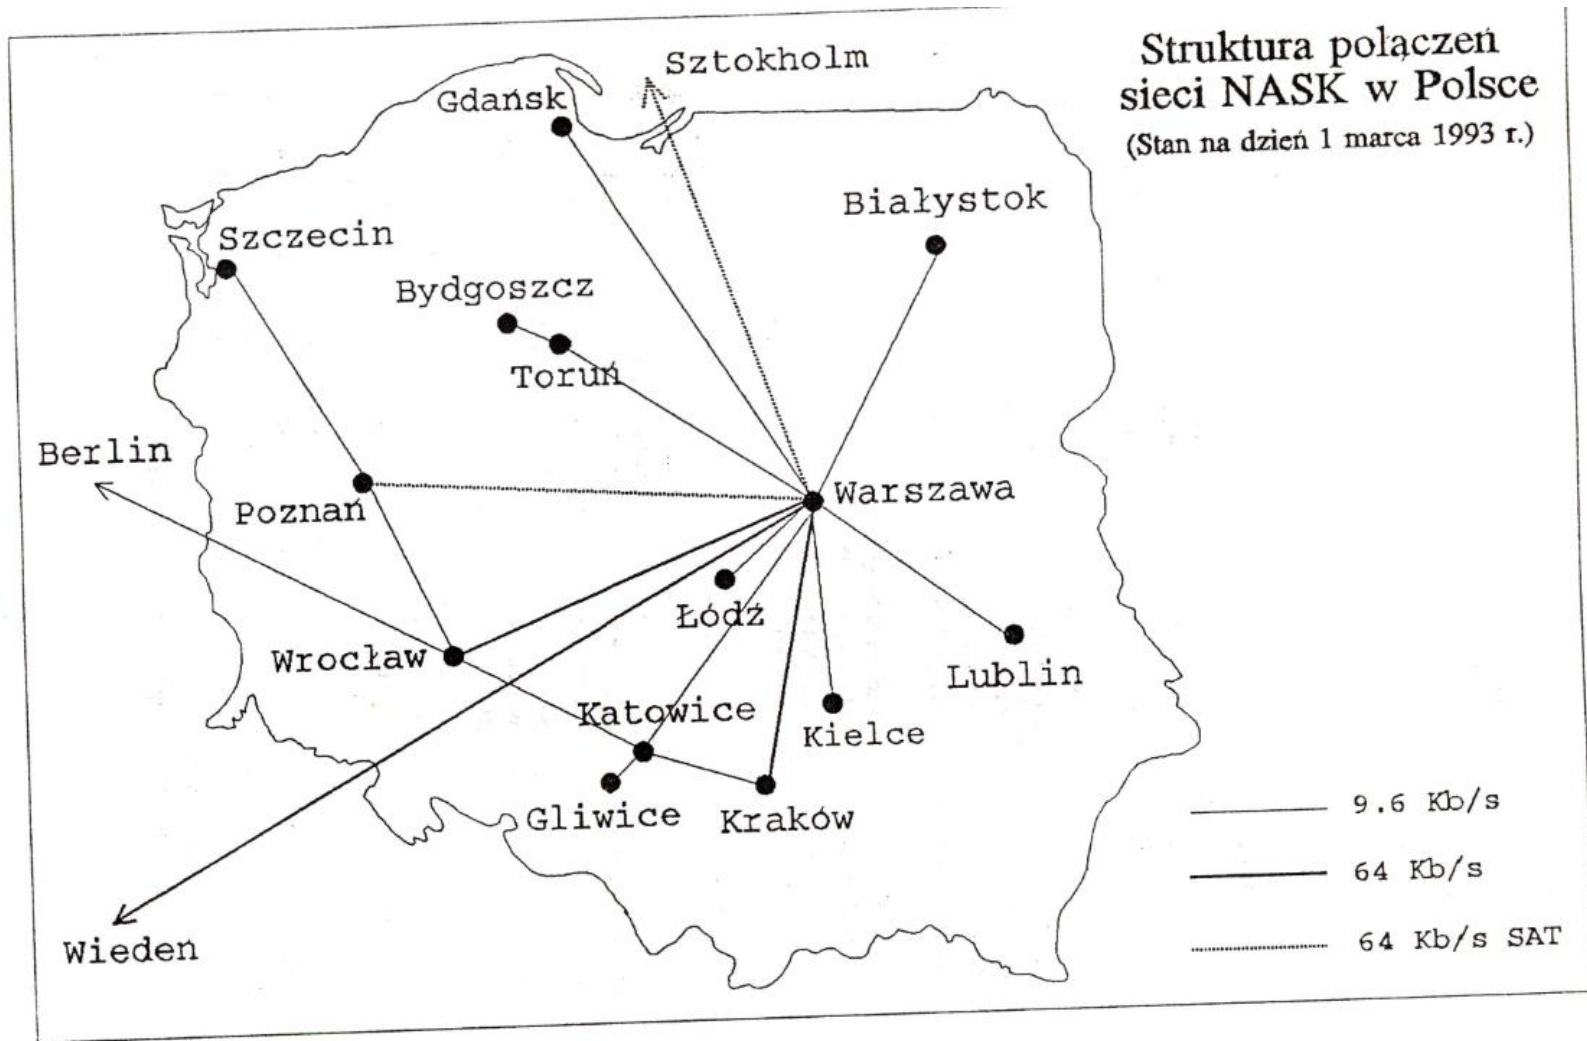 Struktura połączeń
sieci NASK w Polsce
(Stan na dzień 1 marca 1993 r.)
Sztokholm
Gdańsk
Białystok
Szczecin
Bydgoszcz
Toruń
Berlin
Warszawa
Poznań
Łódź
Wrocław
Lublin
Katowice
Kielce
Gliwice
Kraków
Wiedeń
9.6 Kb/s
64 Kb/s
64 Kb/s SAT